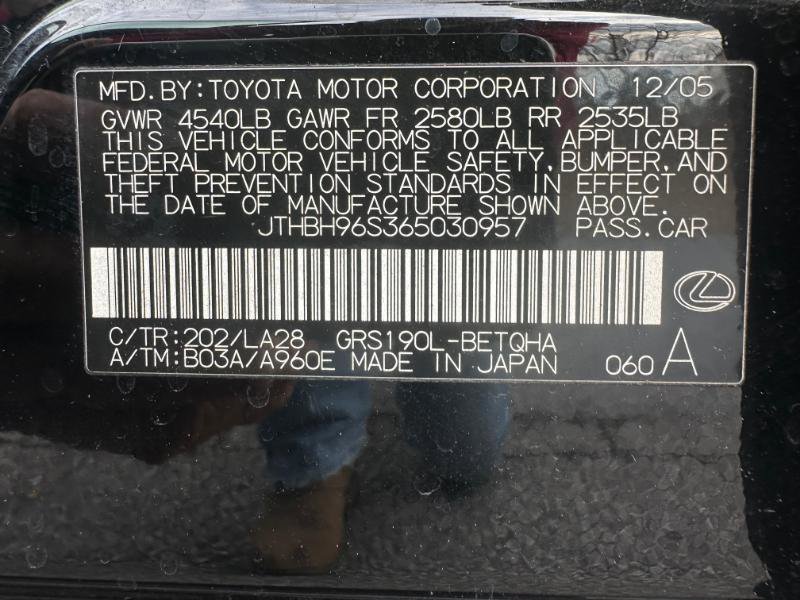 MFD.BY:TOYOTA MOTOR CORPORATION 12/05
GVWR 4540LB GAWR FR 2580LB RR 2535LB
THIS VEHICLE CONFORMS TO ALL APPLICABLE
FEDERAL MOTOR VEHICLE SAFETY,BUMPER,AND
THEFT PREVENTION STANDARDS IN EFFECT ON
THE DATE OF MANUFACTURE SHOWN ABOVE.
JTHBH96S365030957 PASS.CAR
C/TR:202/LA28 GRS190L-BETQHA
A/TM:B03A/A960E MADE IN JAPAN 060 A